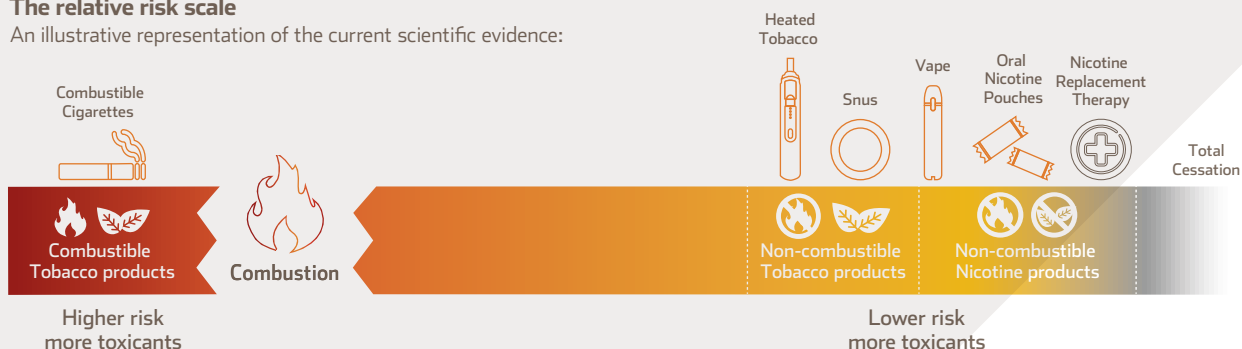 The relative risk scale
An illustrative representation of the current scientific evidence:
Combustible
Cigarettes
Heated
Tobacco
Snus
Vape
Oral
Nicotine
Pouches
Nicotine
Replacement
Therapy
Total
Cessation
Combustible
Tobacco products
Combustion
Non-combustible
Tobacco products
Non-combustible
Nicotine products
Higher risk
more toxicants
Lower risk
more toxicants